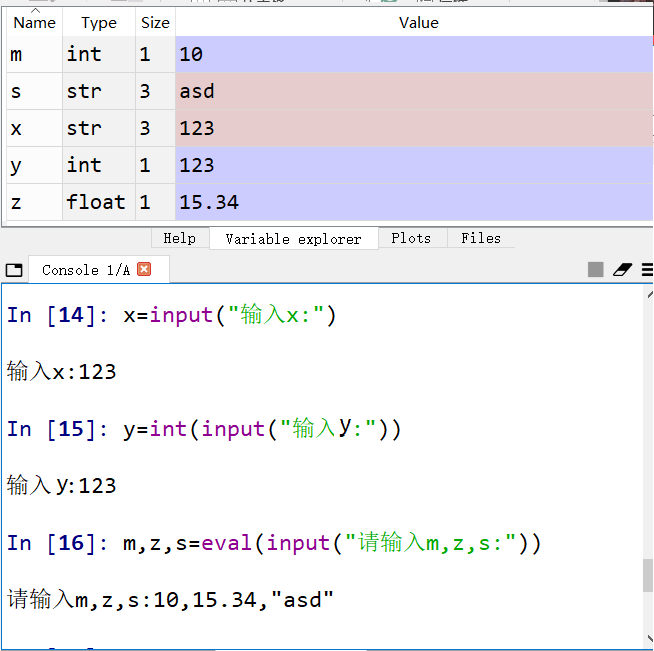 Name Type Size Value
m int 1 10
s str 3 asd
x str 3 123
y int 1 123
z float 1 15.34
Help Variable explorer Plots Files
Console 1/A
In [14]: x=input("输入x:")
输入x:123
In [15]: y=int(input("输入y:"))
输入y:123
In [16]: m,z,s=eval(input("请输入m,z,s:"))
请输入m,z,s:10,15.34,"asd"